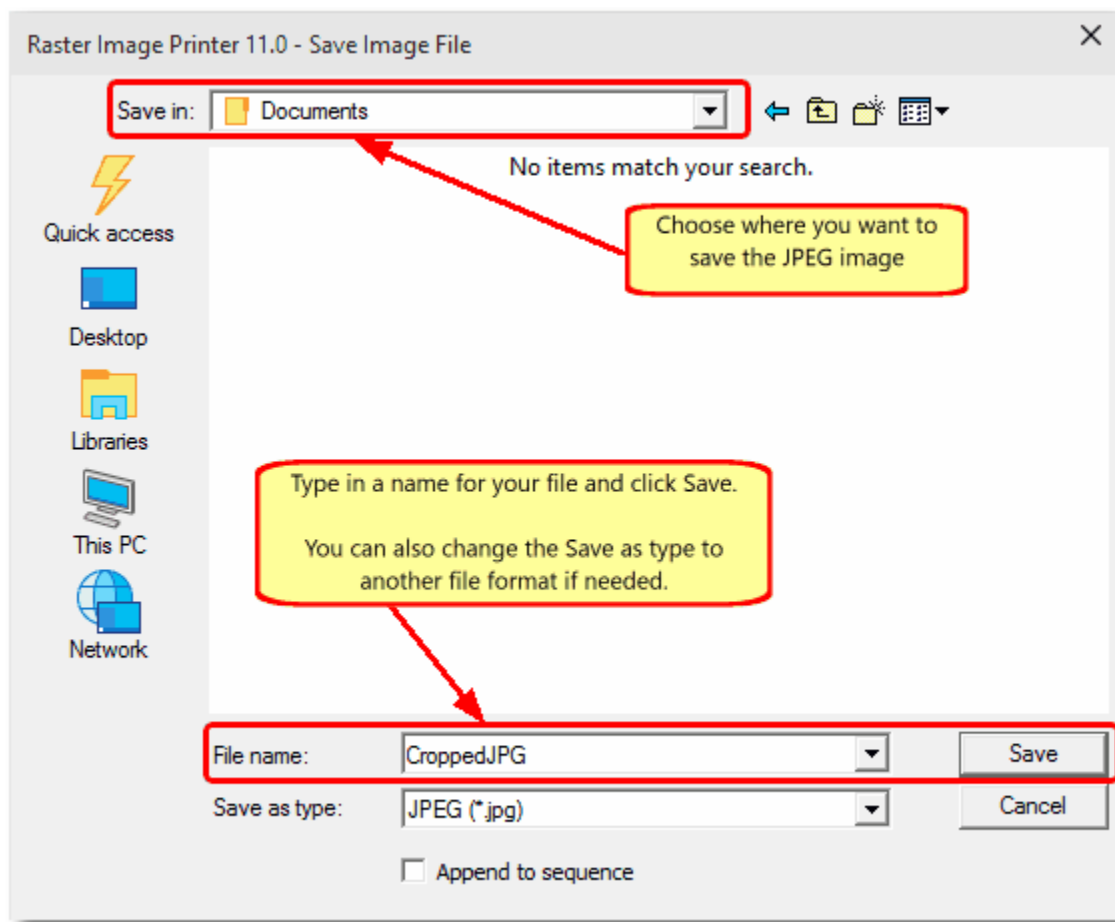 Raster Image Printer 11.0 - Save Image File
Save in:
Documents
No items match your search.
Choose where you want to
save the JPEG image
Quick access
Desktop
Libraries
This PC
Network
Type in a name for your file and click Save.
You can also change the Save as type to
another file format if needed.
File name:
CroppedJPG
Save
Save as type:
JPEG (*.jpg)
Cancel
Append to sequence